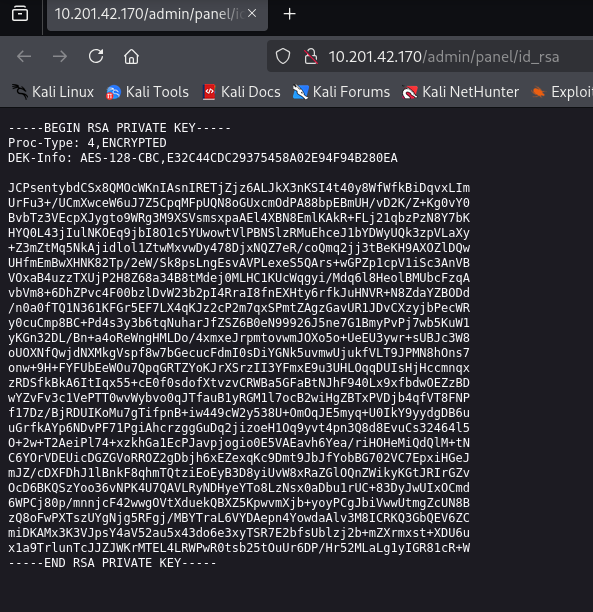 10.201.42.170/admin/panel/ic
10.201.42.170/admin/panel/id_rsa
Kali Linux Kali Tools Kali Docs Kali Forums Kali NetHunter Exploi
-----BEGIN RSA PRIVATE KEY-----
Proc-Type: 4,ENCRYPTED
DEK-Info: AES-128-CBC,E32C44CDC29375458A02E94F94B280EA
JCPsentybdCSx8QMOcWKnIAsnIRETjZjz6ALJkX3nKSI4t40y8WfWfkBiDqvxLIm
UrFu3+/UCmXwceW6uJ7Z5CpqMFpUQN8oGUxcmOdPA88bpEBmUH/vD2K/Z+Kg0vY0
BvbTz3VEcpXJygto9WRg3M9XSVsmsxpaAEl4XBN8EmlKAkR+FLj21qbzPzN8Y7bK
HYQ0L43jIulNKOEq9jbI8O1c5YUwowtVlPBNSlzRMuEhceJ1bYDWyUQk3zpVLaXy
+Z3mZtMq5NkAjidlol1ZtwMxvwDy478DjxNQZ7eR/coQmq2jj3tBeKH9AXOZlDQw
UHfmEmBwXHNK82Tp/2eW/Sk8psLngEsvAVPLexeS5QArs+wGPZp1cpV1iSc3AnVB
VOxaB4uzzTXUjP2H8Z68a34B8tMdej0MLHC1KUcWqgyi/Mdq6l8HeolBMUbcFzqA
vbVm8+6DhZPvc4F00bzlDvW23b2pI4RraI8fnEXHty6rfkJuHNVR+N8ZdaYZBODd
/n0a0fTQ1N361KFGr5EF7LX4qKJz2cP2m7qxSPmtZAgzGavUR1JDvCXzyjbPecWR
y0cuCmp8BC+Pd4s3y3b6tqNuharJfZSZ6B0eN99926J5ne7G1BmyPvPj7wb5KuW1
yKGn32DL/Bn+a4oReWngHMLDo/4xmxeJrpmtovwmJOXo5o+UeEU3ywr+sUBJc3W8
oUOXNfQwjdNXMkgVspf8w7bGecucFdmI0sDiYGNk5uvmwUjukfVLT9JPMN8hOns7
onw+9H+FYFUbEeWOu7QpqGRTZYoKJrXSrzII3YFmxE9u3UHLOqqDUIsHjHccmnqx
zRDSfkBkA6ItIqx55+cE0f0sdofXtvzvCRWBa5GFaBtNJhF940Lx9xfbdwOEZzBD
wYZvFv3c1VePTT0wvWybvo0qJTfauB1yRGM1l7ocB2wiHgZBTxPVDjb4qfVT8FNP
f17Dz/BjRDUIKoMu7gTifpnB+iw449cW2y538U+OmOqJE5myq+U0IkY9yydgDB6u
uGrfkAYp6NDvPF71PgiAhcrzggGuDq2jizoeH1Oq9yvt4pn3Q8d8EvuCs32464l5
O+2w+T2AeiPl74+xzkhGa1EcPJavpjogio0E5VAEavh6Yea/riHOHeMiQdQlM+tN
C6YOrVDEUicDGZGVoRROZ2gDbjh6xEZexqKc9Dmt9JbJfYobBG702VC7EpxiHGeJ
mJZ/cDXFDhJ1lBnkF8qhmTQtziEoEyB3D8yiUvW8xRaZGlOQnZWikyKGtJRIrGZv
OcD6BKQSzYoo36vNPK4U7QAVLRyNDHyeYTo8LzNsx0aDbu1rUC+83DyJwUIxOCmd
6WPCj80p/mnnjcF42wwgOVtXduekQBXZ5KpwvmXjb+yoyPCgJbiVwwUtmgZcUN8B
zQ8oFwPXTszUYgNjg5RFgj/MBYTraL6VYDAepn4YowdaAlv3M8ICRKQ3GbQEV6ZC
miDKAMx3K3VJpsY4aV52au5x43do6e3xyTSR7E2bfsUblzj2b+mZXrmxst+XDU6u
x1a9TrlunTcJJZJWKrMTEL4LRWPwR0tsb25tOuUr6DP/Hr52MLaLg1yIGR81cR+W
-----END RSA PRIVATE KEY-----